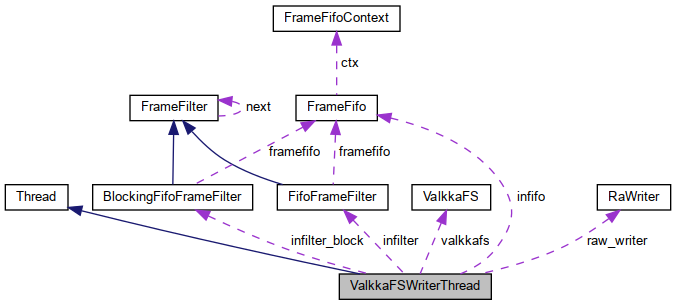 FrameFifoContext
ctx
FrameFilter
next
FrameFifo
framefifo
framefifo
infifo
Thread
BlockingFifoFrameFilter
FifoFrameFilter
ValkkaFS
RaWriter
infilter_block
infilter
valkkafs
raw_writer
ValkkaFSWriterThread